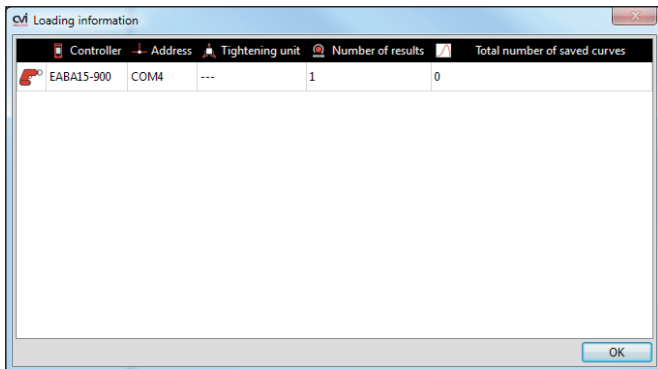 cvi Loading information
Controller Address Tightening unit Number of results Total number of saved curves
EABA15-900 COM4 --- 1 0
OK